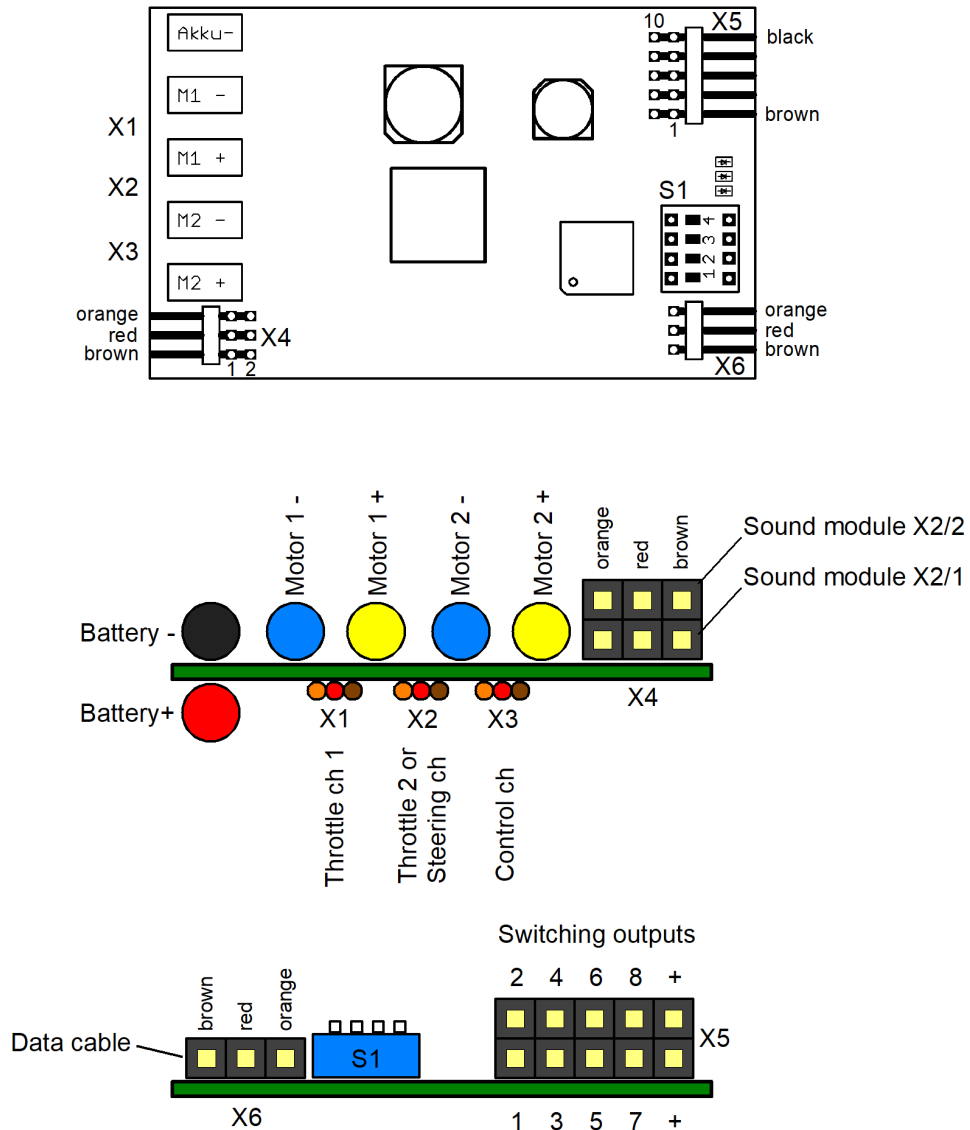 10 X5
Akku-
black
M1 -
X1
1
brown
M1 +
X2
S1
4
3
2
1
M2 -
X3
M2 +
orange
red
brown
X4
1 2
orange
red
brown
X6
Motor 1 -
Motor 1 +
Motor 2 -
Motor 2 +
orange
red
brown
Sound module X2/2
Sound module X2/1
Battery -
Battery+
X1
X2
X3
X4
Throttle ch 1
Throttle 2 or
Steering ch
Control ch
Switching outputs
brown
red
orange
2 4 6 8 +
Data cable
S1
X5
X6
1 3 5 7 +